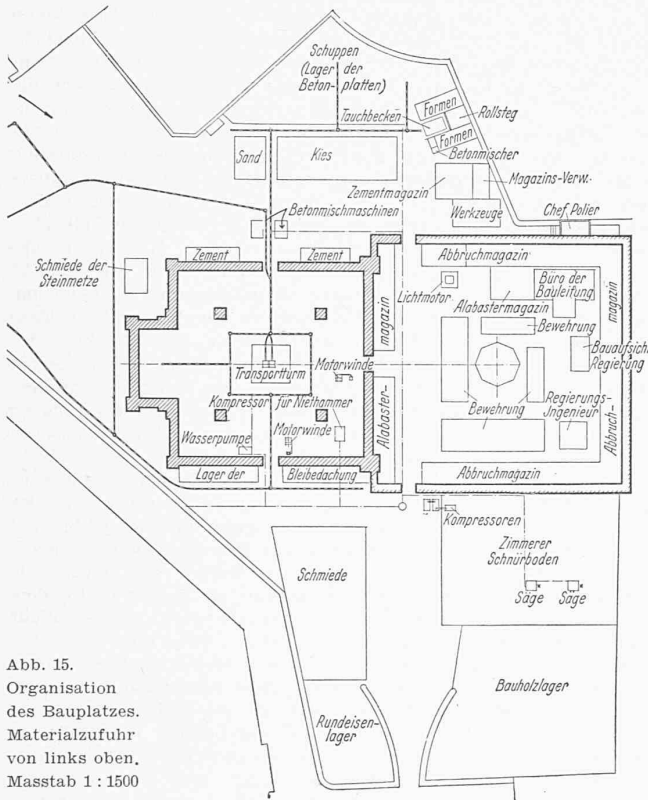 Schuppen
(Lager der
Beton-platten)
Tauchbecken
Formen
Rollsteg
Formen
Betonmischer
Sand
Kies
Zementmagazin
Magazins-Verw.
Werkzeuge
Chef Polier
Betonmischmaschinen
Schmiede der
Steinmetze
Zement
Zement
Abbruchmagazin
Lichtmotor
Alabastermagazin
Büro der
Bauleitung
magazin
magazin
Bewehrung
Bauaufsicht
Regierung
Transportturm
Motorwinde
Kompressor für Niethammer
Bewehrung
Regierungs-
Ingenieur
Wasserpumpe
Motorwinde
Alabaster-
Abbruch-
Lager der
Bleibedachung
Abbruchmagazin
Kompressoren
Zimmerer
Schnürboden
Säge
Säge
Schmiede
Bauholzlager
Rundeisen-
lager
Abb. 15.
Organisation
des Bauplatzes.
Materialzufuhr
von links oben.
Masstab 1 : 1500